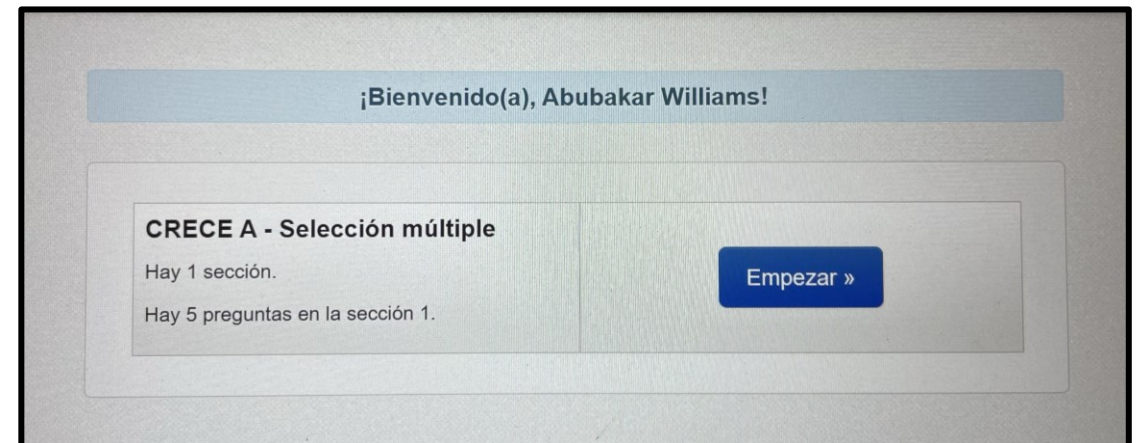 ¡Bienvenido(a), Abubakar Williams!
CRECE A - Selección múltiple
Hay 1 sección.
Empezar »
Hay 5 preguntas en la sección 1.